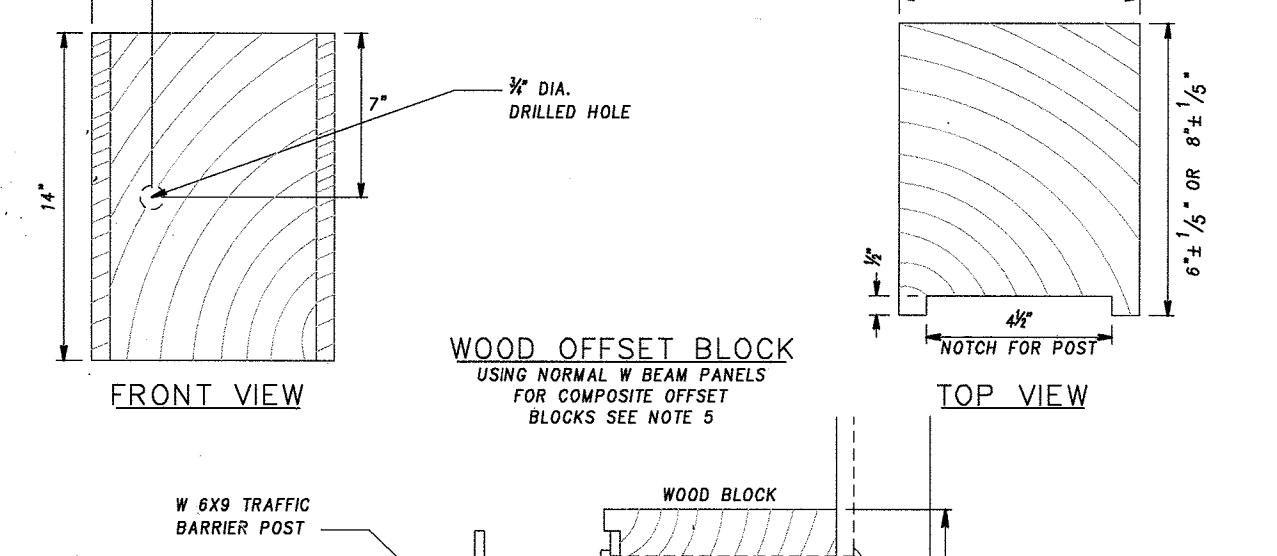 14"
7"
¾" DIA.
DRILLED HOLE
FRONT VIEW
WOOD OFFSET BLOCK
USING NORMAL W BEAM PANELS
FOR COMPOSITE OFFSET
BLOCKS SEE NOTE 5
½"
4½"
NOTCH FOR POST
6"± 1/5" OR 8"± 1/5"
TOP VIEW
W 6X9 TRAFFIC
BARRIER POST
WOOD BLOCK